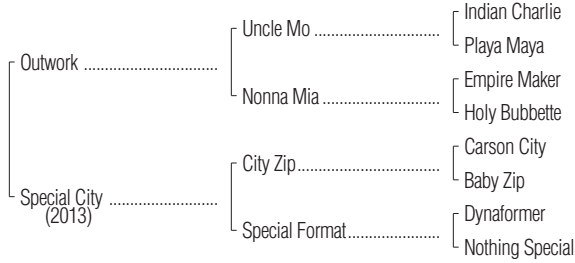 Indian Charlie
Uncle Mo ..................................
Playa Maya
Outwork .....................................
Empire Maker
Nonna Mia ................................
Holy Bubbette
Carson City
City Zip.......................................
Baby Zip
Special City ..............................
(2013)
Dynaformer
Special Format.........................
Nothing Special